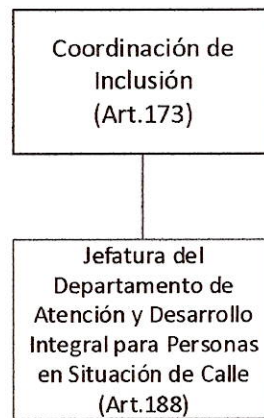 Coordinación de
Inclusión
(Art.173)
Jefatura del
Departamento de
Atención y Desarrollo
Integral para Personas
en Situación de Calle
(Art.188)